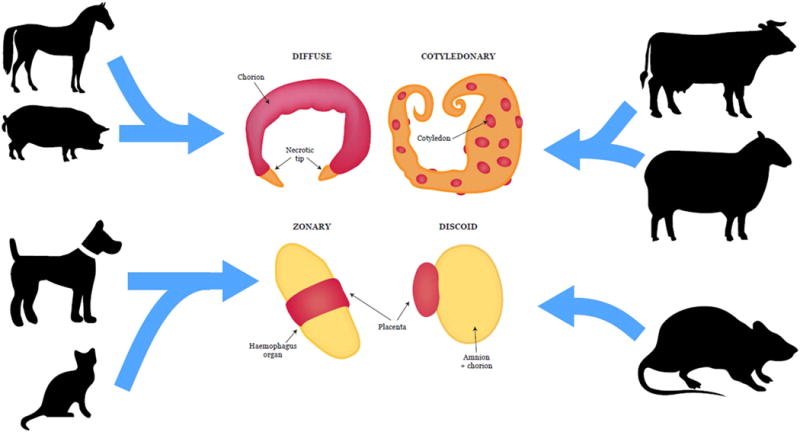 DIFFUSE
COTYLEDONARY
Chorion
Necrotic
tip
Cotyledon
ZONARY
DISCOID
Haemophagus
organ
Placenta
Amnion
+ chorion